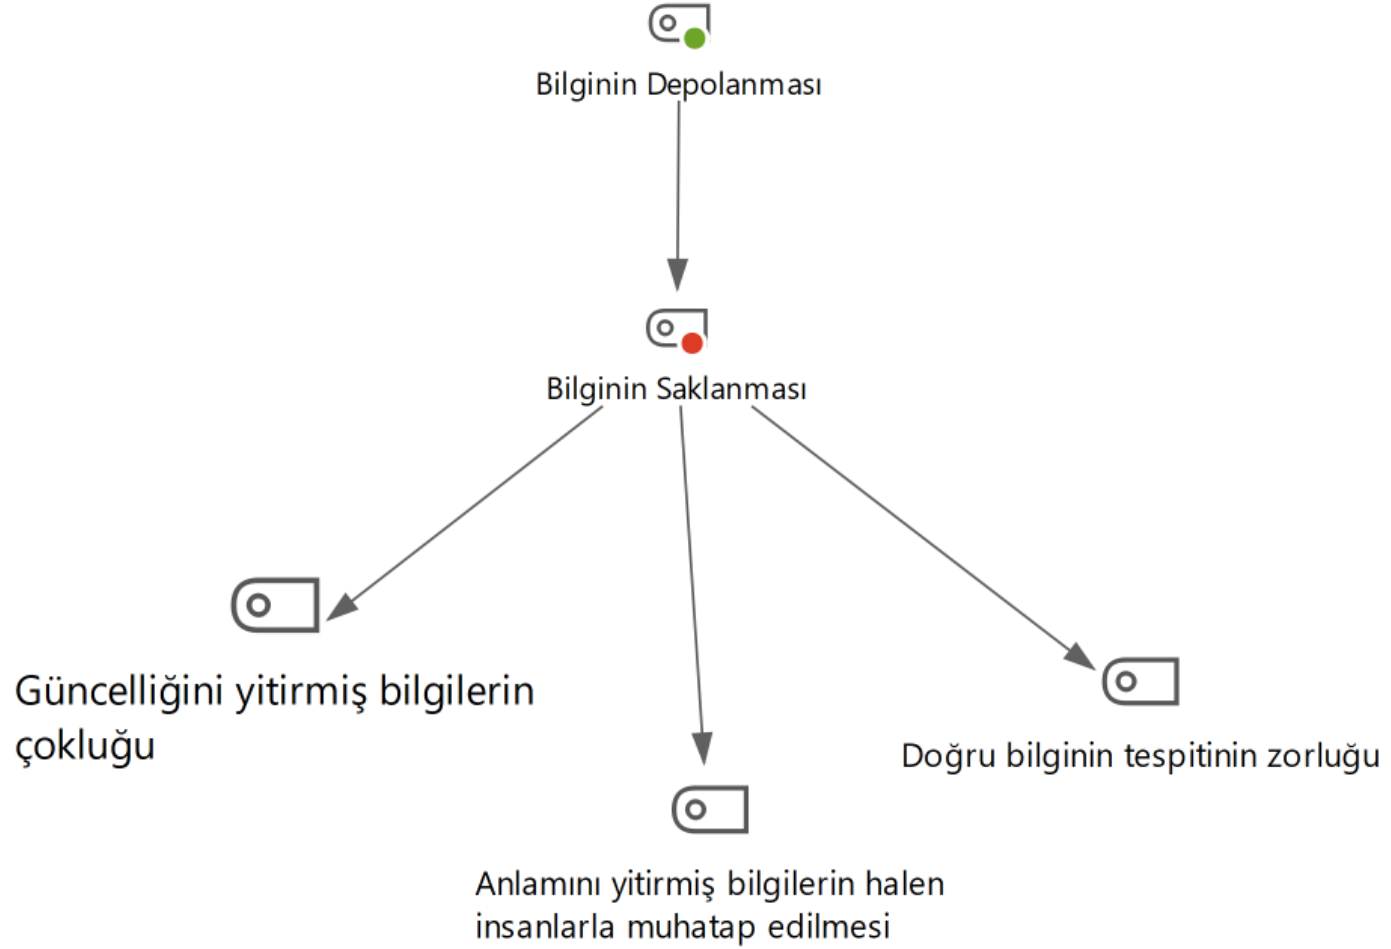 Bilginin Depolanması
Bilginin Saklanması
Güncelliğini yitirmiş bilgilerin
çokluğu
Doğru bilginin tespitinin zorluğu
Anlamını yitirmiş bilgilerin halen
insanlarla muhatap edilmesi